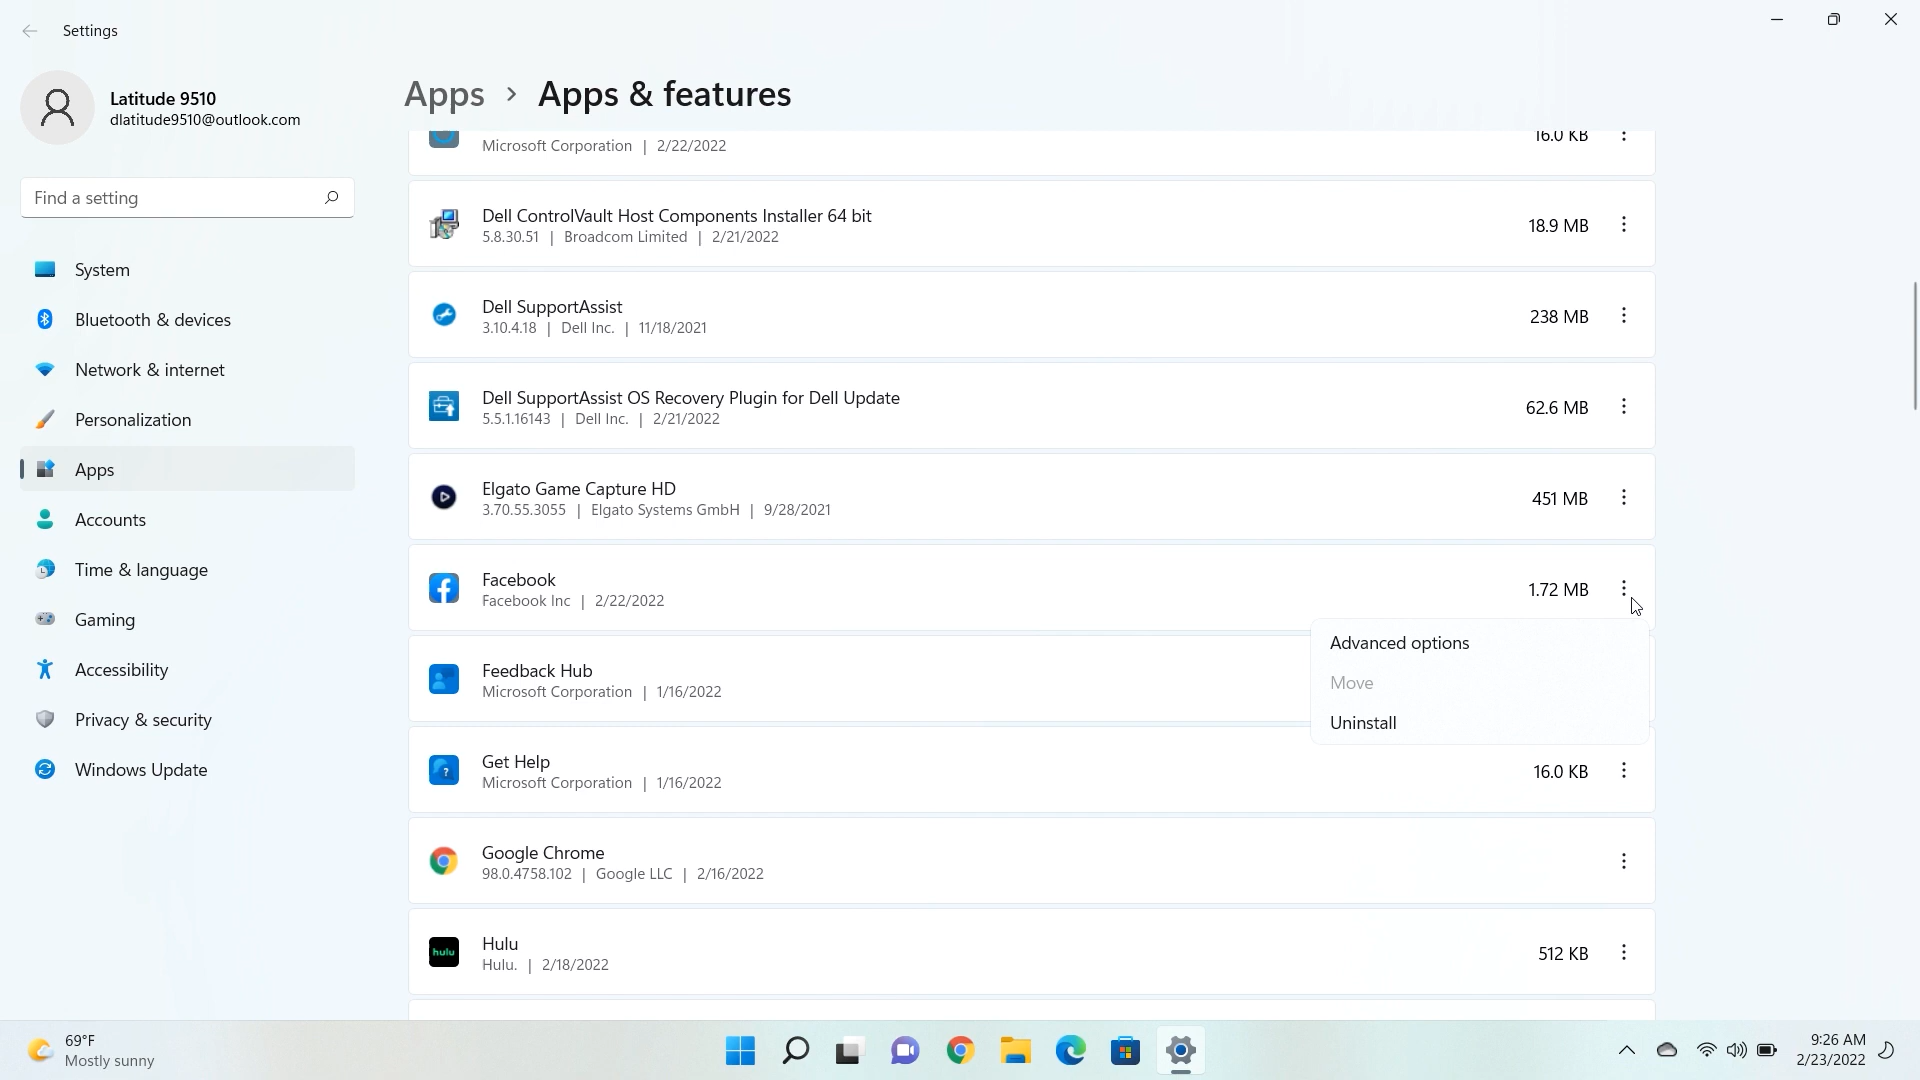 Settings
Latitude 9510
dlatitude9510@outlook.com
Find a setting
System
Bluetooth & devices
Network & internet
Personalization
Apps
Accounts
Time & language
Gaming
Accessibility
Privacy & security
Windows Update
Apps > Apps & features
Microsoft Corporation | 2/22/2022
16.0 KB
Dell ControlVault Host Components Installer 64 bit
5.8.30.51 | Broadcom Limited | 2/21/2022
18.9 MB
Dell SupportAssist
3.10.4.18 | Dell Inc. | 11/18/2021
238 MB
Dell SupportAssist OS Recovery Plugin for Dell Update
5.5.1.16143 | Dell Inc. | 2/21/2022
62.6 MB
Elgato Game Capture HD
3.70.55.3055 | Elgato Systems GmbH | 9/28/2021
451 MB
Facebook
Facebook Inc | 2/22/2022
1.72 MB
Advanced options
Move
Uninstall
Feedback Hub
Microsoft Corporation | 1/16/2022
Get Help
Microsoft Corporation | 1/16/2022
16.0 KB
Google Chrome
98.0.4758.102 | Google LLC | 2/16/2022
hulu
Hulu
Hulu. | 2/18/2022
512 KB
69°F
Mostly sunny
9:26 AM
2/23/2022